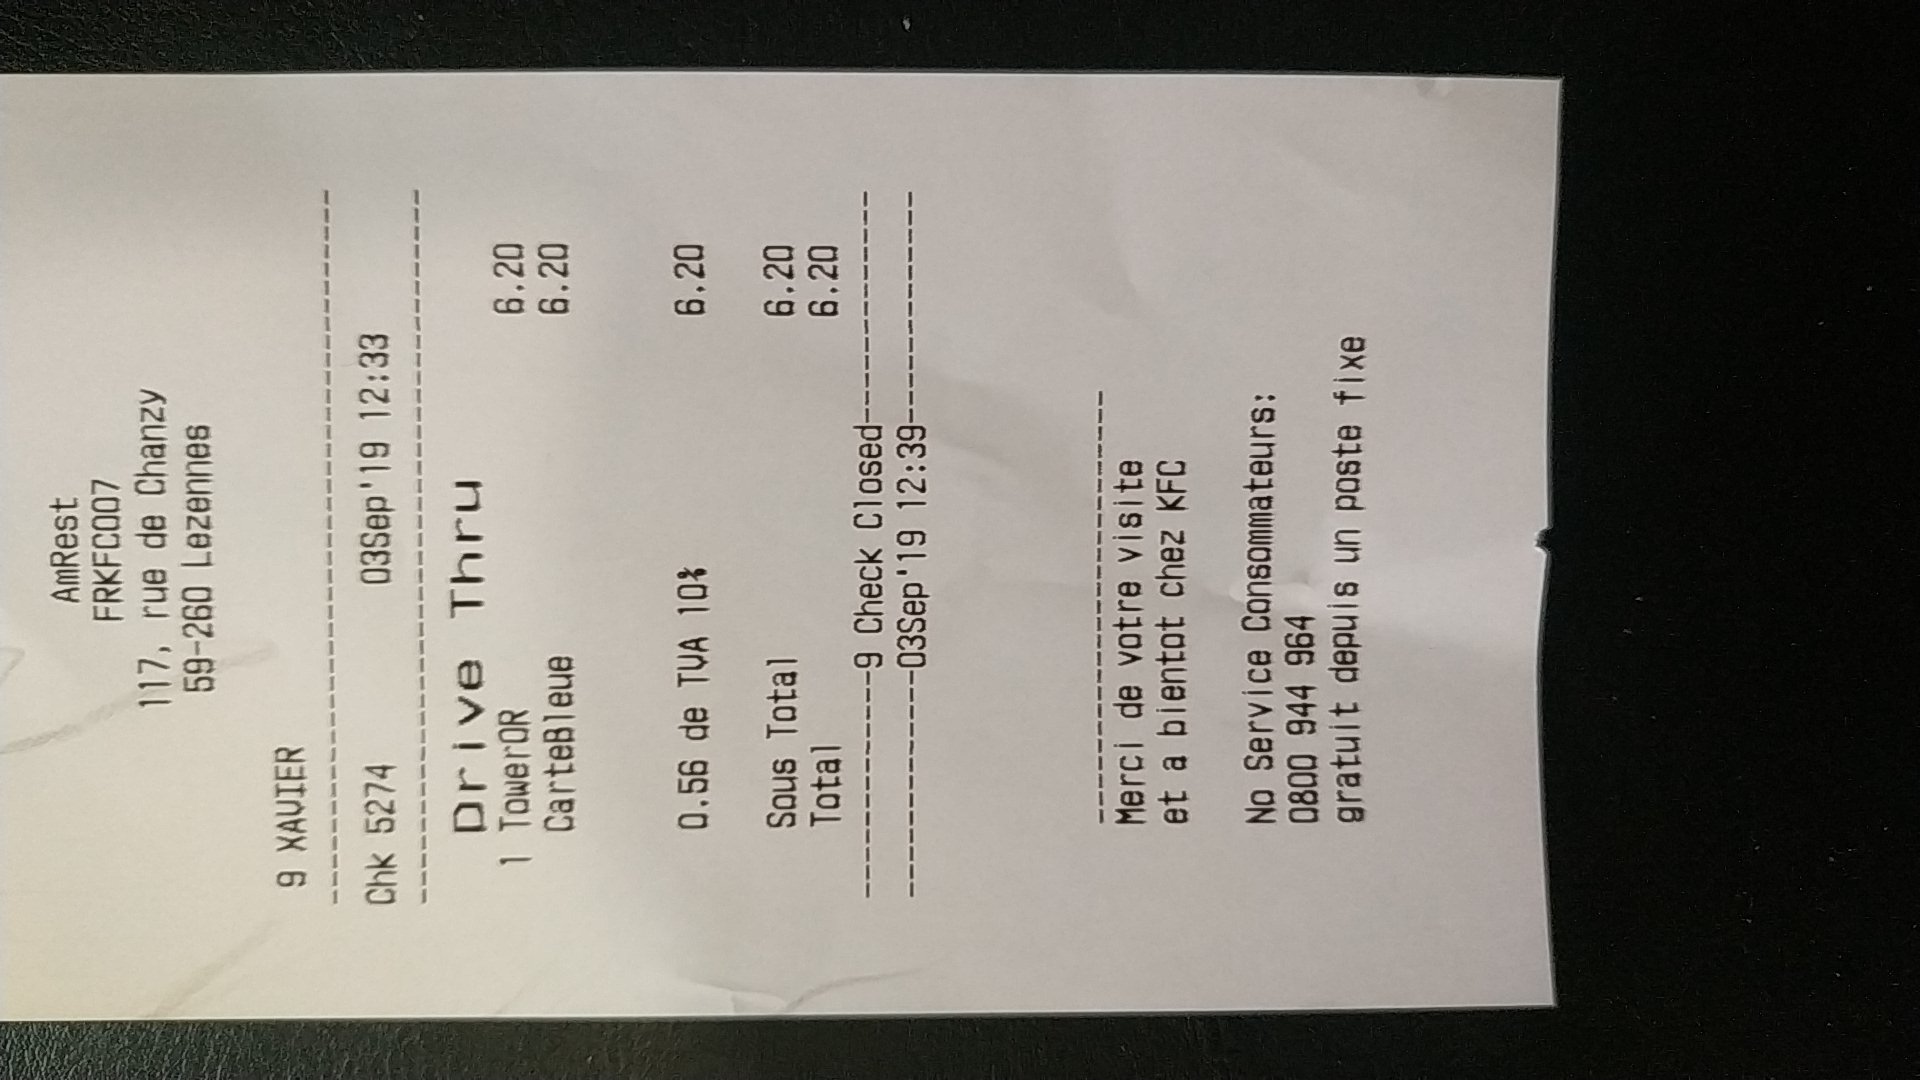 AmRest
FRKFC007
117, rue de Chanzy
59-260 Lezennes
9 XAVIER
----------------------------------------
Chk 5274 03Sep'19 12:33
----------------------------------------
Drive Thru
1 TowerOR 6.20
CarteBleue 6.20
0.56 de TVA 10% 6.20
Sous Total 6.20
Total 6.20
-------------9 Check Closed-------------
-------------03Sep'19 12:39-------------
-------------------------
Merci de votre visite
et a bientot chez KFC
No Service Consommateurs:
0800 944 964
gratuit depuis un poste fixe